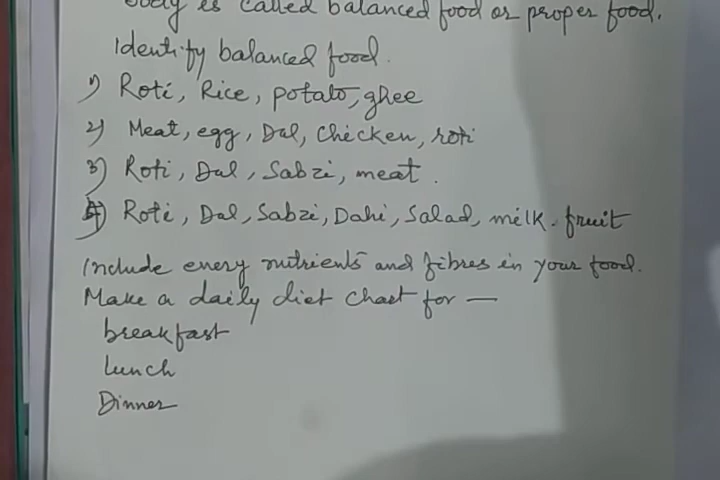 body is called balanced food or proper food.
Identify balanced food.
1) Roti, Rice, potato, ghee
2) Meat, egg, Dal, Chicken, roti
3) Roti, Dal, Sabzi, meat.
4) Roti, Dal, Sabzi, Dahi, Salad, milk. fruit
Include every nutrients and fibres in your food.
Make a daily diet chart for —
breakfast
Lunch
Dinner